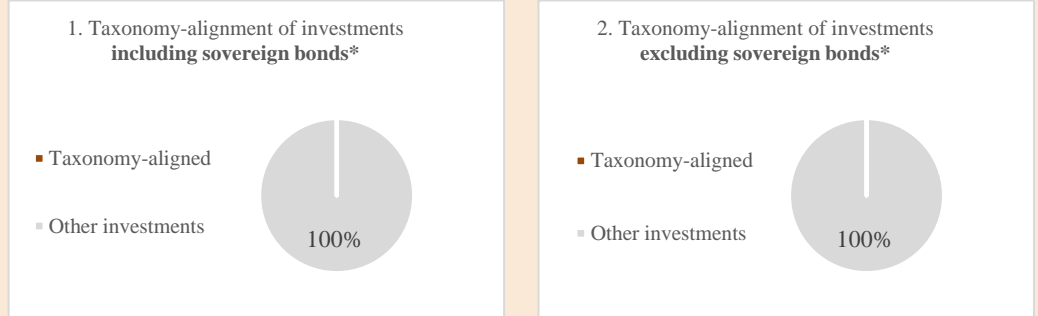 1. Taxonomy-alignment of investments
including sovereign bonds*
Taxonomy-aligned
Other investments
100%
2. Taxonomy-alignment of investments
excluding sovereign bonds*
Taxonomy-aligned
Other investments
100%